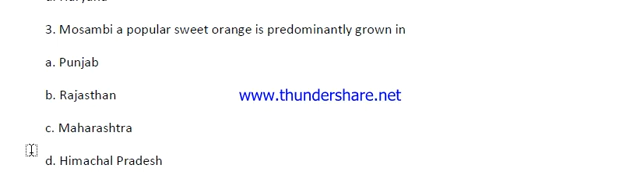 3. Mosambi a popular sweet orange is predominantly grown in
a. Punjab
b. Rajasthan
www.thundershare.net
c. Maharashtra
d. Himachal Pradesh